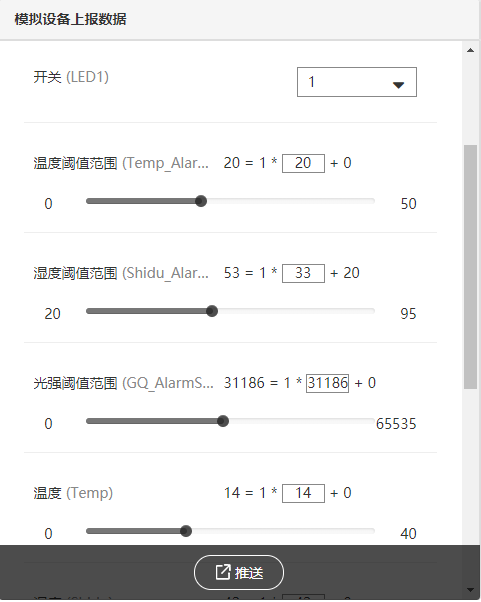 模拟设备上报数据
开关 (LED1)
1
温度阈值范围 (Temp_Alar... 20 = 1 * 20 + 0
0 50
湿度阈值范围 (Shidu_Alar... 53 = 1 * 33 + 20
20 95
光强阈值范围 (GQ_AlarmS... 31186 = 1 * 31186 + 0
0 65535
温度 (Temp) 14 = 1 * 14 + 0
0 40
推送